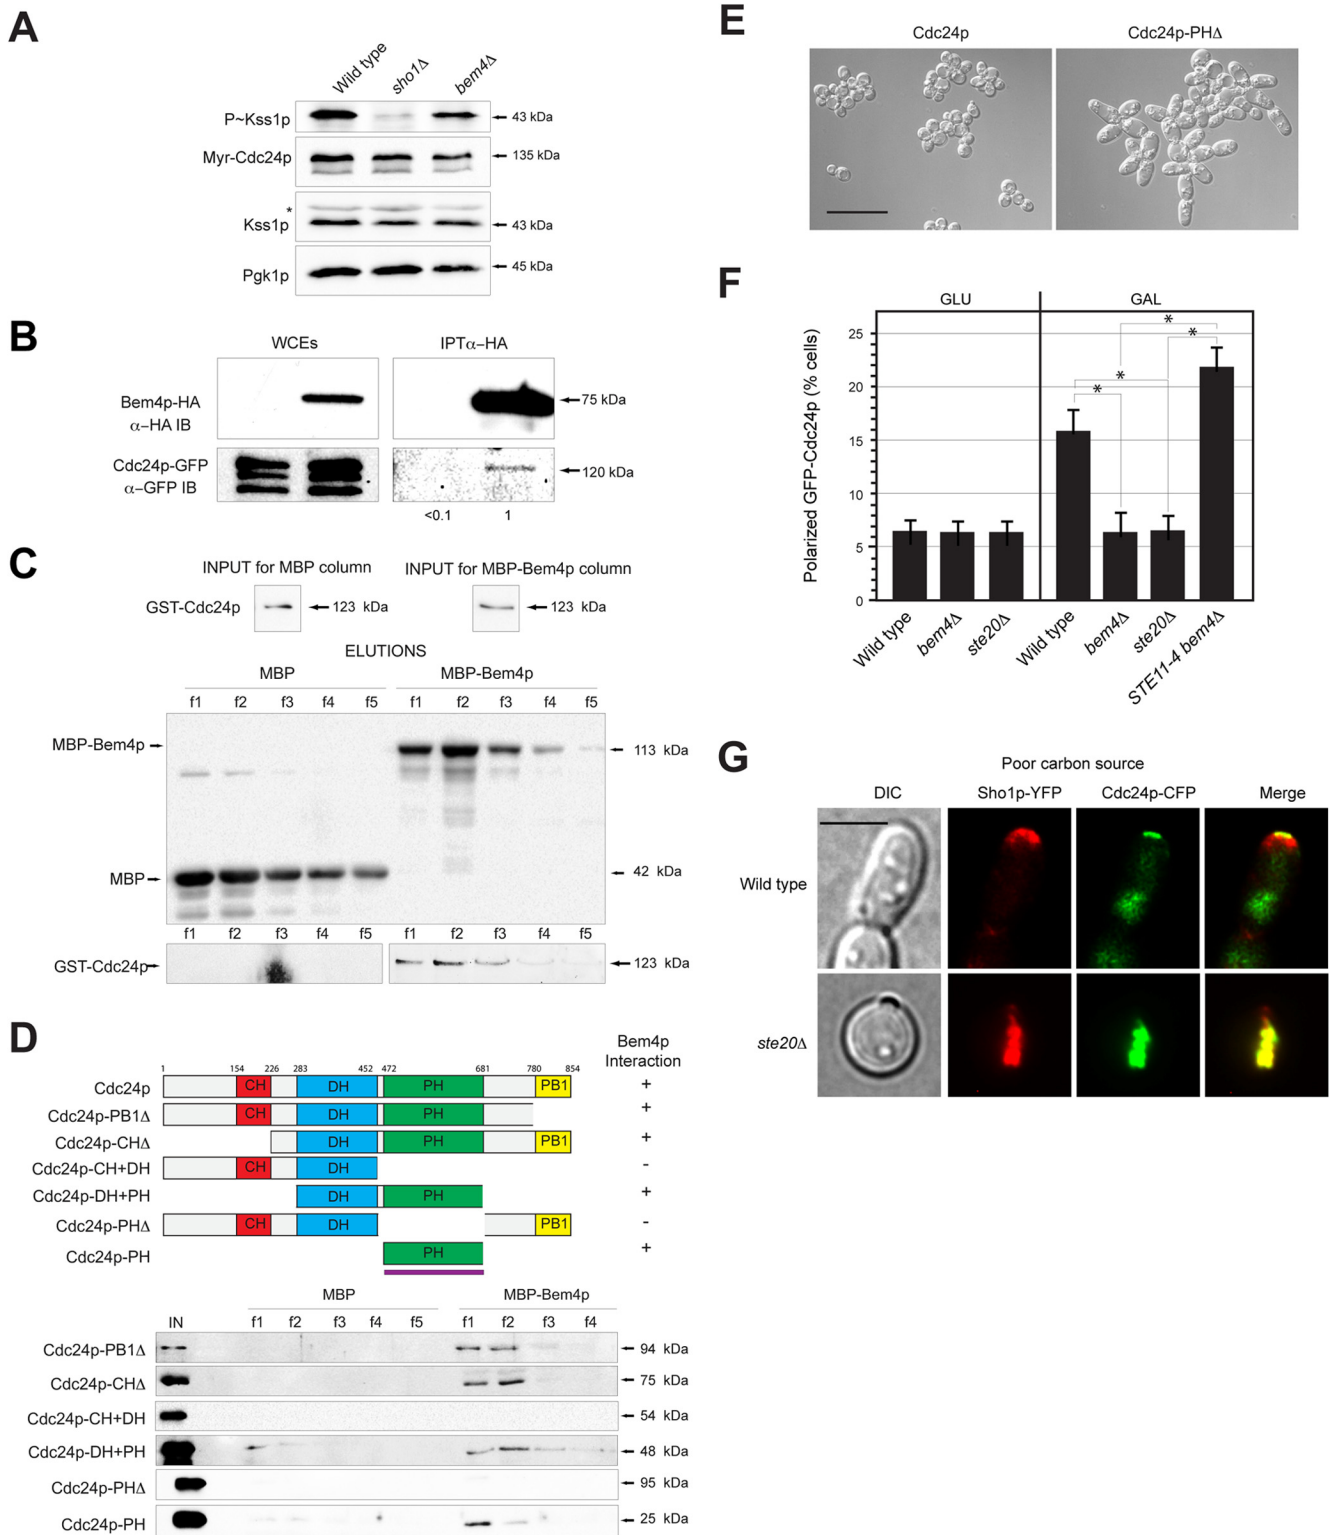 A
Wild type
sho1Δ
bem4Δ
P~Kss1p
43 kDa
Myr-Cdc24p
135 kDa
*
Kss1p
43 kDa
Pgk1p
45 kDa
B
WCEs
IPTα–HA
Bem4p-HA
α–HA IB
75 kDa
Cdc24p-GFP
α–GFP IB
120 kDa
<0.1 1
C
INPUT for MBP column
INPUT for MBP-Bem4p column
GST-Cdc24p
123 kDa
123 kDa
ELUTIONS
MBP
MBP-Bem4p
f1 f2 f3 f4 f5
f1 f2 f3 f4 f5
MBP-Bem4p
113 kDa
MBP
42 kDa
f1 f2 f3 f4 f5
f1 f2 f3 f4 f5
GST-Cdc24p
123 kDa
D
Bem4p
Interaction
1 154 226 283 452 472 681 780 854
Cdc24p CH DH PH PB1 +
Cdc24p-PB1Δ CH DH PH +
Cdc24p-CHΔ DH PH PB1 +
Cdc24p-CH+DH CH DH -
Cdc24p-DH+PH DH PH +
Cdc24p-PHΔ CH DH PB1 -
Cdc24p-PH PH +
MBP
MBP-Bem4p
IN f1 f2 f3 f4 f5 f1 f2 f3 f4
Cdc24p-PB1Δ 94 kDa
Cdc24p-CHΔ 75 kDa
Cdc24p-CH+DH 54 kDa
Cdc24p-DH+PH 48 kDa
Cdc24p-PHΔ 95 kDa
Cdc24p-PH 25 kDa
E
Cdc24p
Cdc24p-PHΔ
F
GLU
GAL
Polarized GFP-Cdc24p (% cells)
25
20
15
10
5
0
*
*
*
*
Wild type
bem4Δ
ste20Δ
Wild type
bem4Δ
ste20Δ
STE11-4 bem4Δ
G
Poor carbon source
DIC
Sho1p-YFP
Cdc24p-CFP
Merge
Wild type
ste20Δ